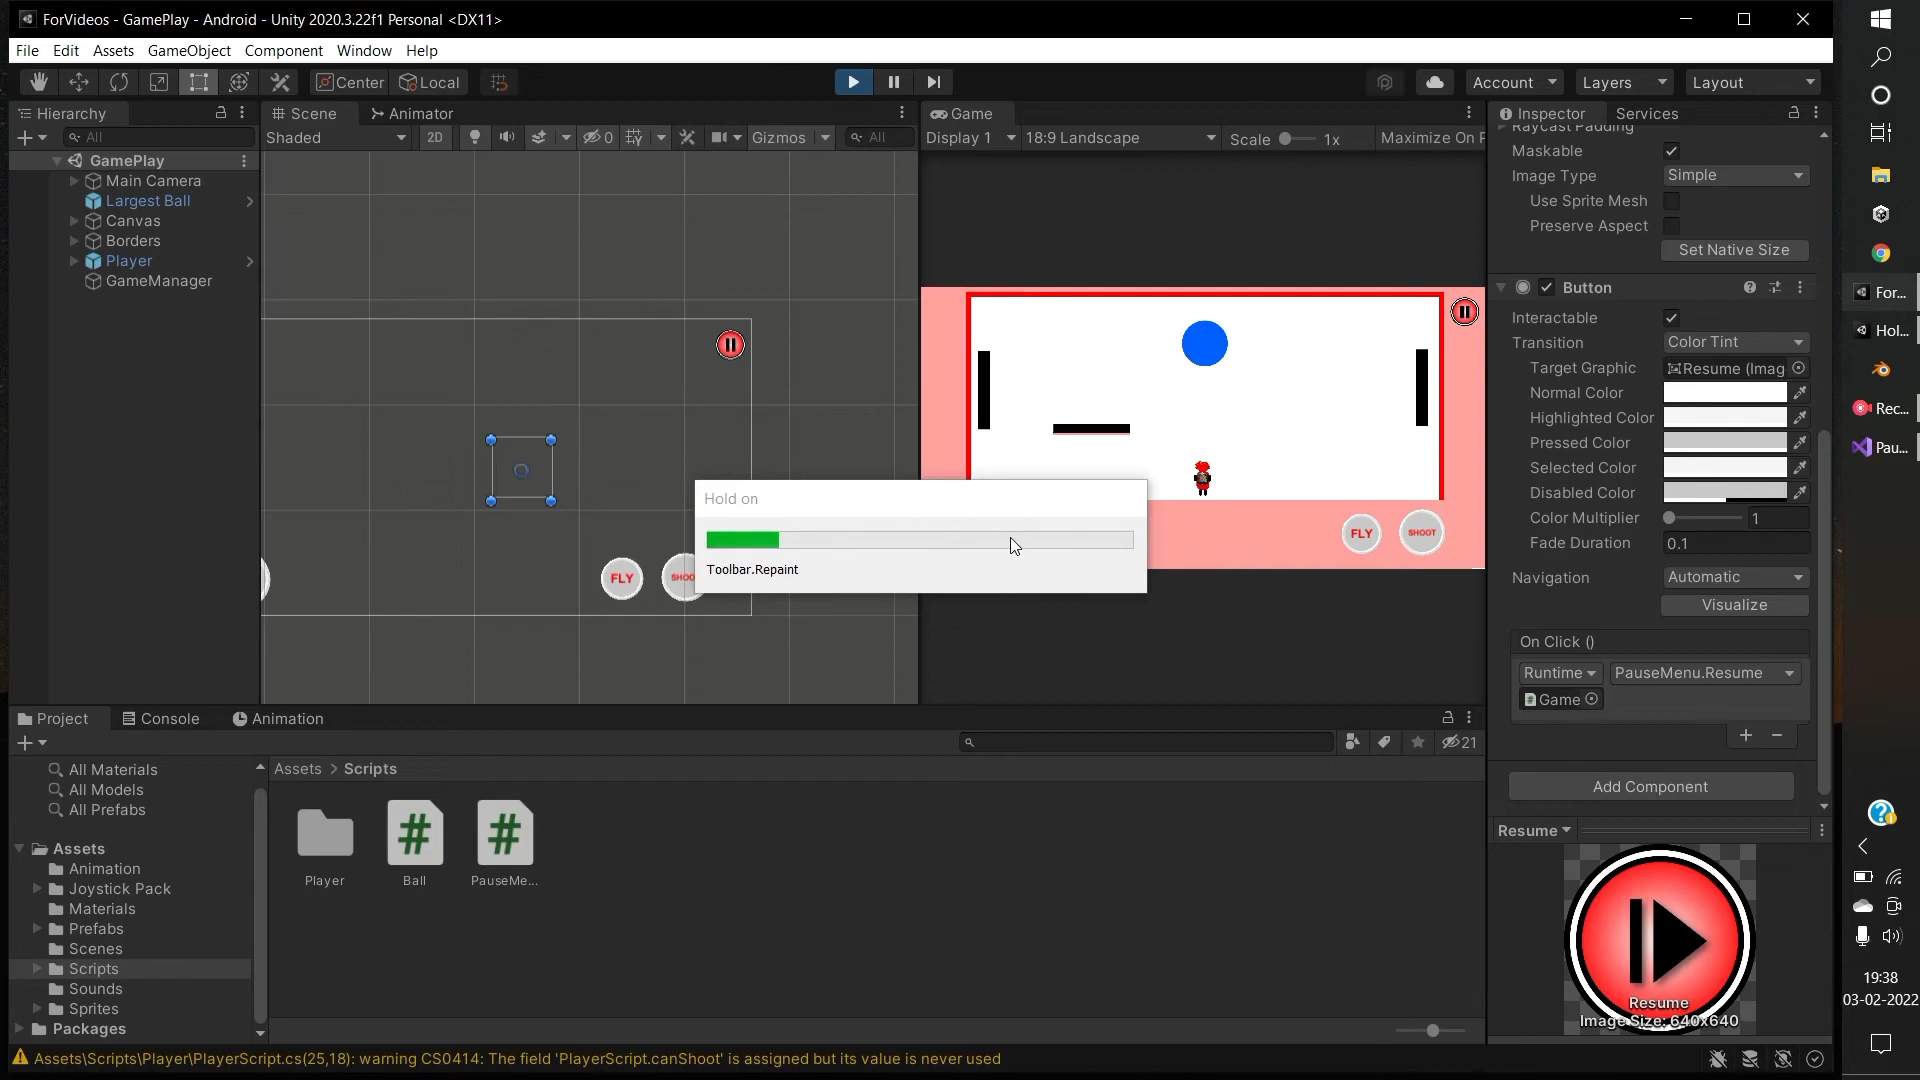 ForVideos - GamePlay - Android - Unity 2020.3.22f1 Personal <DX11>
File Edit Assets GameObject Component Window Help
Center Local
Account Layers Layout
Hierarchy
All
GamePlay
Main Camera
Largest Ball
Canvas
Borders
Player
GameManager
Scene Animator
Shaded 2D 0 Gizmos All
FLY
Game
Display 1 18:9 Landscape Scale 1x Maximize On P
FLY SHOOT
Hold on
Toolbar.Repaint
Inspector Services
Raycast Padding
Maskable
Image Type Simple
Use Sprite Mesh
Preserve Aspect
Set Native Size
Button
Interactable
Transition Color Tint
Target Graphic Resume (Imag
Normal Color
Highlighted Color
Pressed Color
Selected Color
Disabled Color
Color Multiplier 1
Fade Duration 0.1
Navigation Automatic
Visualize
On Click ()
Runtime PauseMenu.Resume
Game
Add Component
Resume
Resume
Image Size: 640x640
Project Console Animation
21
All Materials
All Models
All Prefabs
Assets
Animation
Joystick Pack
Materials
Prefabs
Scenes
Scripts
Sounds
Sprites
Packages
Assets > Scripts
Player Ball PauseMe...
Assets\Scripts\Player\PlayerScript.cs(25,18): warning CS0414: The field 'PlayerScript.canShoot' is assigned but its value is never used
For...
Hol...
Rec...
Pau...
19:38
03-02-2022